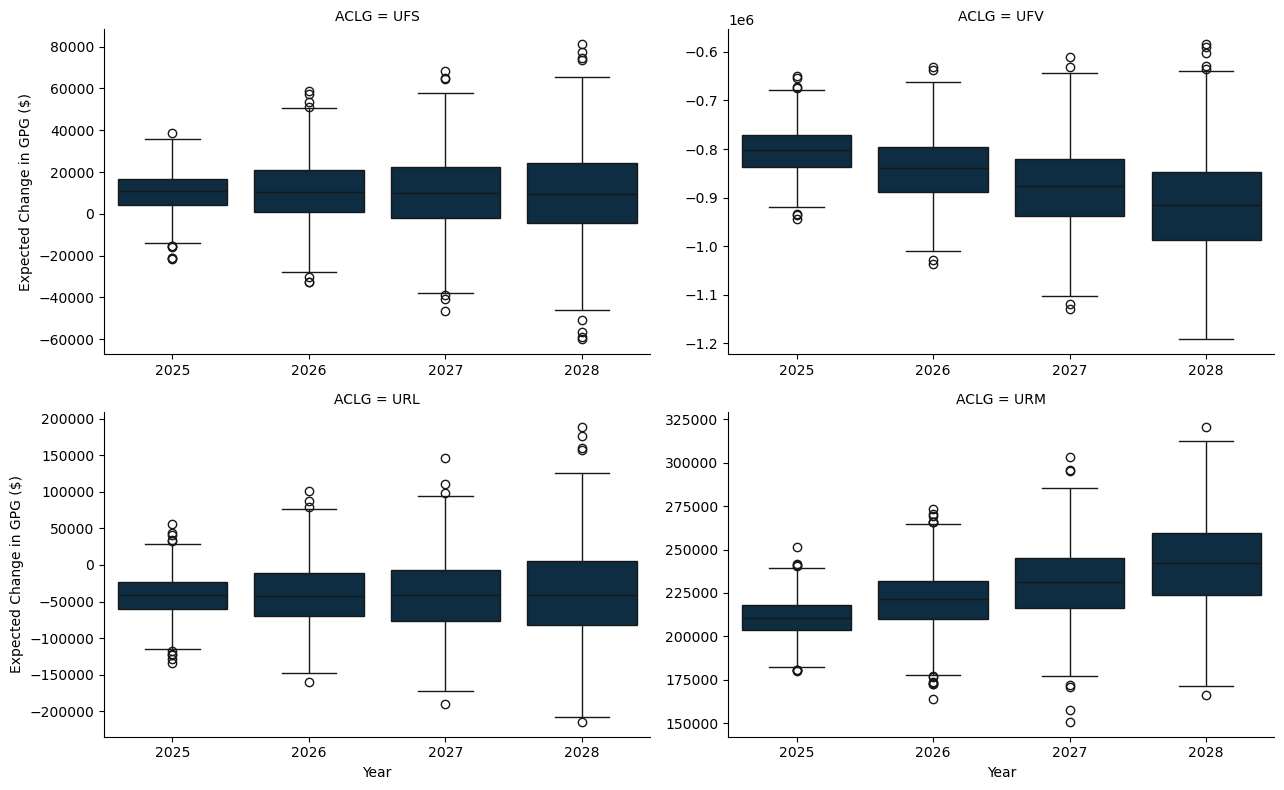 ACLG = UFS
Expected Change in GPG ($)
80000
60000
40000
20000
0
−20000
−40000
−60000
2025 2026 2027 2028
ACLG = UFV
1e6
−0.6
−0.7
−0.8
−0.9
−1.0
−1.1
−1.2
2025 2026 2027 2028
ACLG = URL
Expected Change in GPG ($)
200000
150000
100000
50000
0
−50000
−100000
−150000
−200000
2025 2026 2027 2028
Year
ACLG = URM
325000
300000
275000
250000
225000
200000
175000
150000
2025 2026 2027 2028
Year